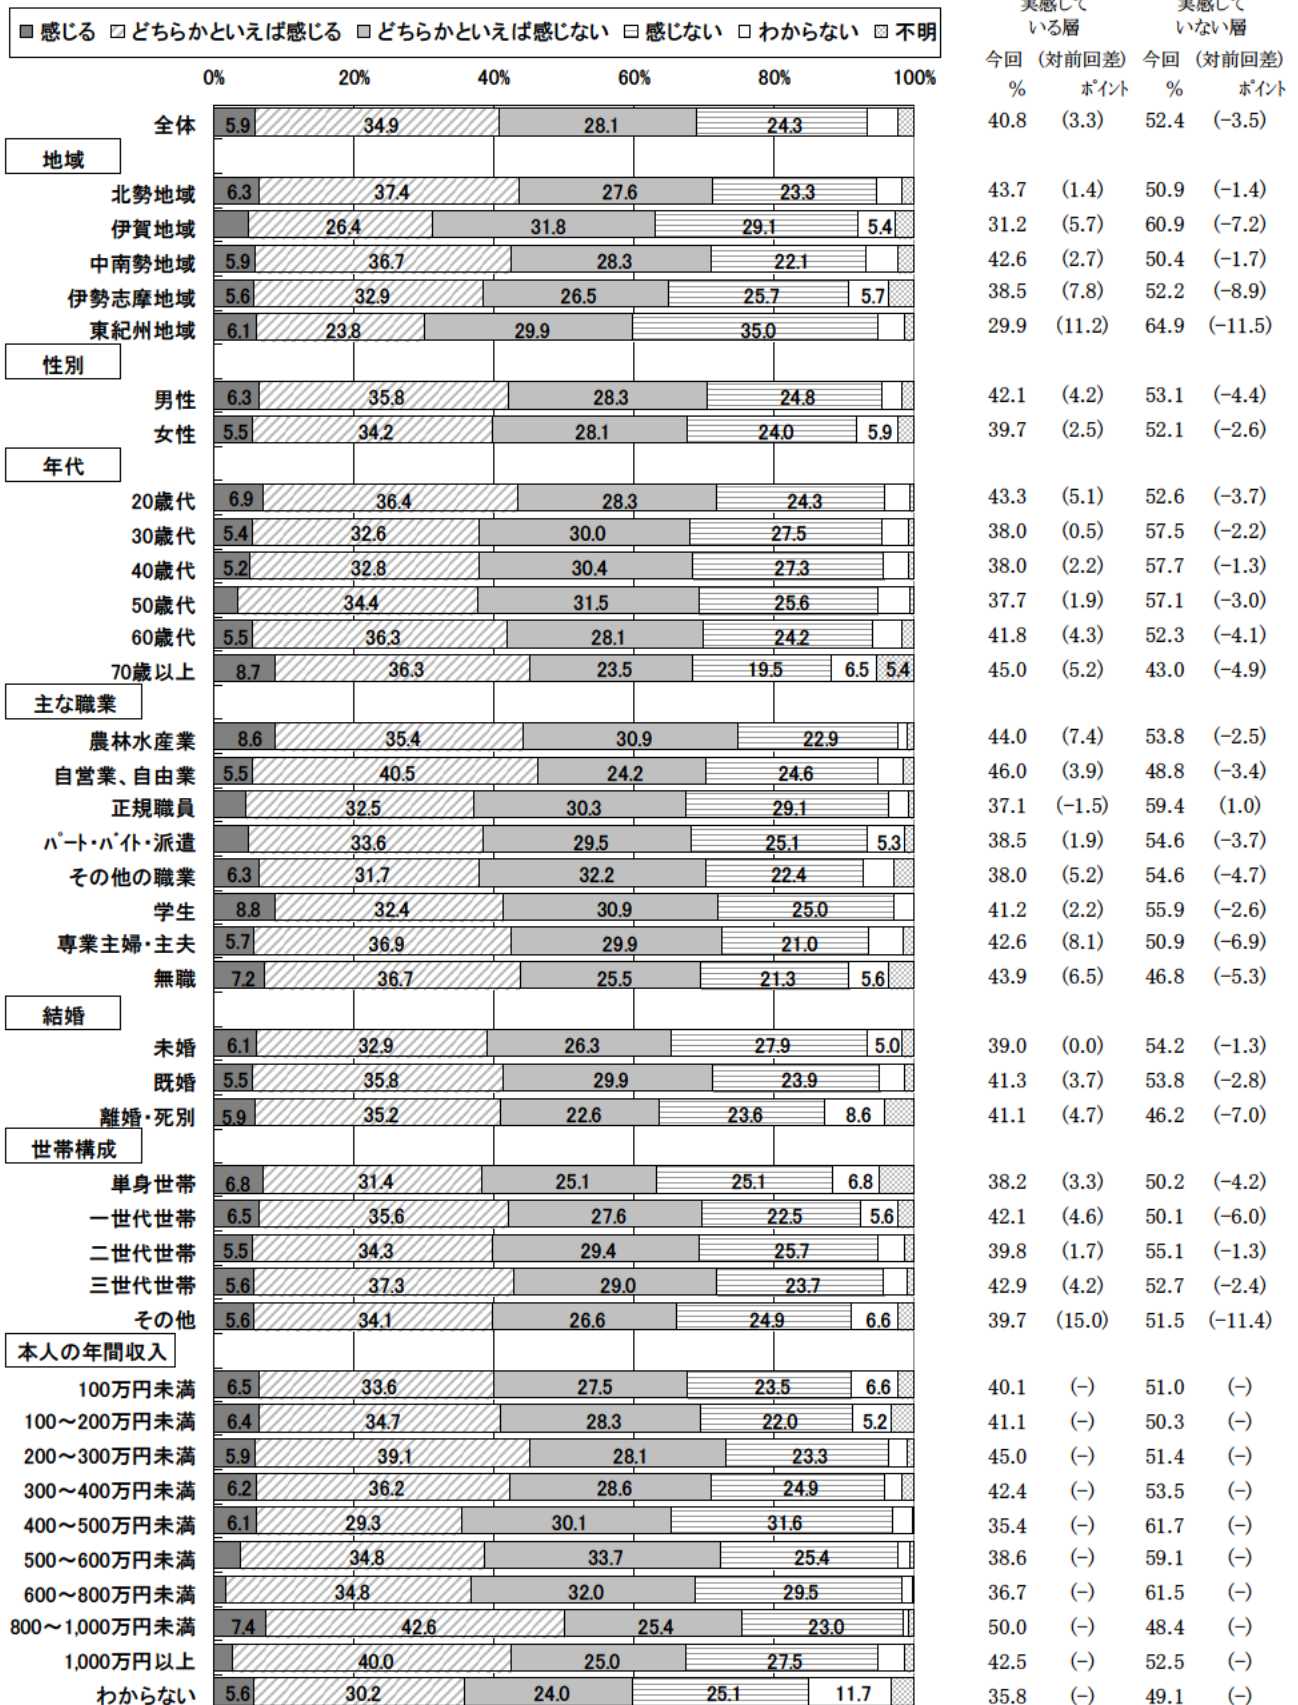 実感して 実感して
いる層 いない層
感じる どちらかといえば感じる どちらかといえば感じない 感じない わからない 不明
今回 (対前回差) 今回 (対前回差)
% ポイント % ポイント
0% 20% 40% 60% 80% 100%
全体 5.9 34.9 28.1 24.3 40.8 (3.3) 52.4 (-3.5)
地域
北勢地域 6.3 37.4 27.6 23.3 43.7 (1.4) 50.9 (-1.4)
伊賀地域 26.4 31.8 29.1 5.4 31.2 (5.7) 60.9 (-7.2)
中南勢地域 5.9 36.7 28.3 22.1 42.6 (2.7) 50.4 (-1.7)
伊勢志摩地域 5.6 32.9 26.5 25.7 5.7 38.5 (7.8) 52.2 (-8.9)
東紀州地域 6.1 23.8 29.9 35.0 29.9 (11.2) 64.9 (-11.5)
性別
男性 6.3 35.8 28.3 24.8 42.1 (4.2) 53.1 (-4.4)
女性 5.5 34.2 28.1 24.0 5.9 39.7 (2.5) 52.1 (-2.6)
年代
20歳代 6.9 36.4 28.3 24.3 43.3 (5.1) 52.6 (-3.7)
30歳代 5.4 32.6 30.0 27.5 38.0 (0.5) 57.5 (-2.2)
40歳代 5.2 32.8 30.4 27.3 38.0 (2.2) 57.7 (-1.3)
50歳代 34.4 31.5 25.6 37.7 (1.9) 57.1 (-3.0)
60歳代 5.5 36.3 28.1 24.2 41.8 (4.3) 52.3 (-4.1)
70歳以上 8.7 36.3 23.5 19.5 6.5 5.4 45.0 (5.2) 43.0 (-4.9)
主な職業
農林水産業 8.6 35.4 30.9 22.9 44.0 (7.4) 53.8 (-2.5)
自営業、自由業 5.5 40.5 24.2 24.6 46.0 (3.9) 48.8 (-3.4)
正規職員 32.5 30.3 29.1 37.1 (-1.5) 59.4 (1.0)
パート・バイト・派遣 33.6 29.5 25.1 5.3 38.5 (1.9) 54.6 (-3.7)
その他の職業 6.3 31.7 32.2 22.4 38.0 (5.2) 54.6 (-4.7)
学生 8.8 32.4 30.9 25.0 41.2 (2.2) 55.9 (-2.6)
専業主婦・主夫 5.7 36.9 29.9 21.0 42.6 (8.1) 50.9 (-6.9)
無職 7.2 36.7 25.5 21.3 5.6 43.9 (6.5) 46.8 (-5.3)
結婚
未婚 6.1 32.9 26.3 27.9 5.0 39.0 (0.0) 54.2 (-1.3)
既婚 5.5 35.8 29.9 23.9 41.3 (3.7) 53.8 (-2.8)
離婚・死別 5.9 35.2 22.6 23.6 8.6 41.1 (4.7) 46.2 (-7.0)
世帯構成
単身世帯 6.8 31.4 25.1 25.1 6.8 38.2 (3.3) 50.2 (-4.2)
一世代世帯 6.5 35.6 27.6 22.5 5.6 42.1 (4.6) 50.1 (-6.0)
二世代世帯 5.5 34.3 29.4 25.7 39.8 (1.7) 55.1 (-1.3)
三世代世帯 5.6 37.3 29.0 23.7 42.9 (4.2) 52.7 (-2.4)
その他 5.6 34.1 26.6 24.9 6.6 39.7 (15.0) 51.5 (-11.4)
本人の年間収入
100万円未満 6.5 33.6 27.5 23.5 6.6 40.1 (-) 51.0 (-)
100～200万円未満 6.4 34.7 28.3 22.0 5.2 41.1 (-) 50.3 (-)
200～300万円未満 5.9 39.1 28.1 23.3 45.0 (-) 51.4 (-)
300～400万円未満 6.2 36.2 28.6 24.9 42.4 (-) 53.5 (-)
400～500万円未満 6.1 29.3 30.1 31.6 35.4 (-) 61.7 (-)
500～600万円未満 34.8 33.7 25.4 38.6 (-) 59.1 (-)
600～800万円未満 34.8 32.0 29.5 36.7 (-) 61.5 (-)
800～1,000万円未満 7.4 42.6 25.4 23.0 50.0 (-) 48.4 (-)
1,000万円以上 40.0 25.0 27.5 42.5 (-) 52.5 (-)
わからない 5.6 30.2 24.0 25.1 11.7 35.8 (-) 49.1 (-)